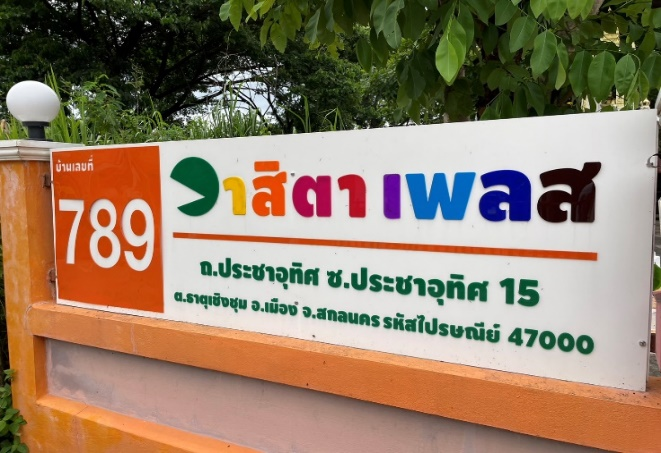 บ้านเลขที่
789
วาสิตา เพลส
ถ.ประชาอุทิศ ซ.ประชาอุทิศ 15
ต.ธาตุเชิงชุม อ.เมือง จ.สกลนคร รหัสไปรษณีย์ 47000